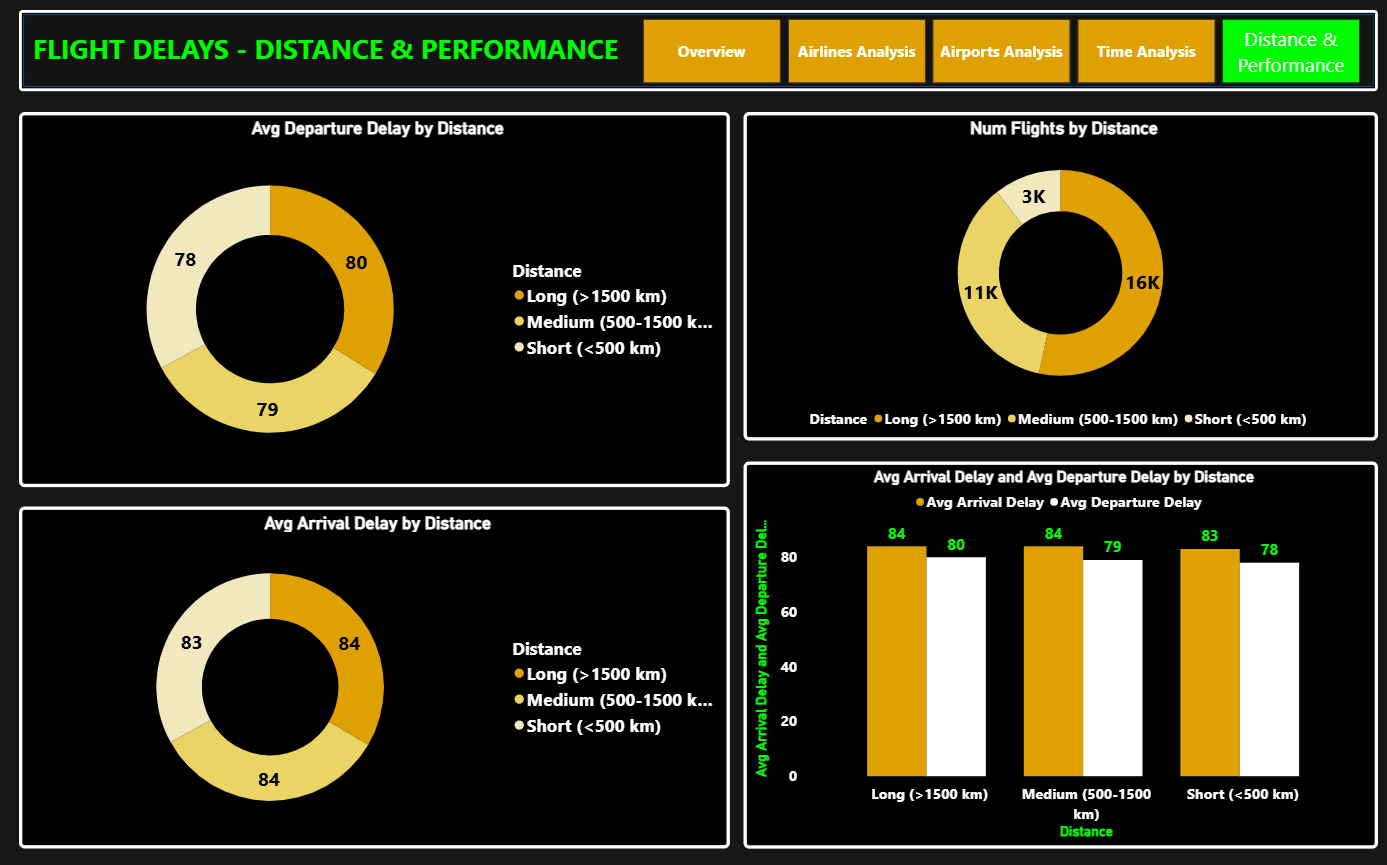 FLIGHT DELAYS - DISTANCE & PERFORMANCE
Overview
Airlines Analysis
Airports Analysis
Time Analysis
Distance &
Performance
Avg Departure Delay by Distance
78
80
79
Distance
Long (>1500 km)
Medium (500-1500 k...
Short (<500 km)
Num Flights by Distance
3K
16K
11K
Distance Long (>1500 km) Medium (500-1500 km) Short (<500 km)
Avg Arrival Delay by Distance
83
84
84
Distance
Long (>1500 km)
Medium (500-1500 k...
Short (<500 km)
Avg Arrival Delay and Avg Departure Delay by Distance
Avg Arrival Delay Avg Departure Delay
Avg Arrival Delay and Avg Departure Del...
80
60
40
20
0
84
80
84
79
83
78
Long (>1500 km)
Medium (500-1500
km)
Short (<500 km)
Distance